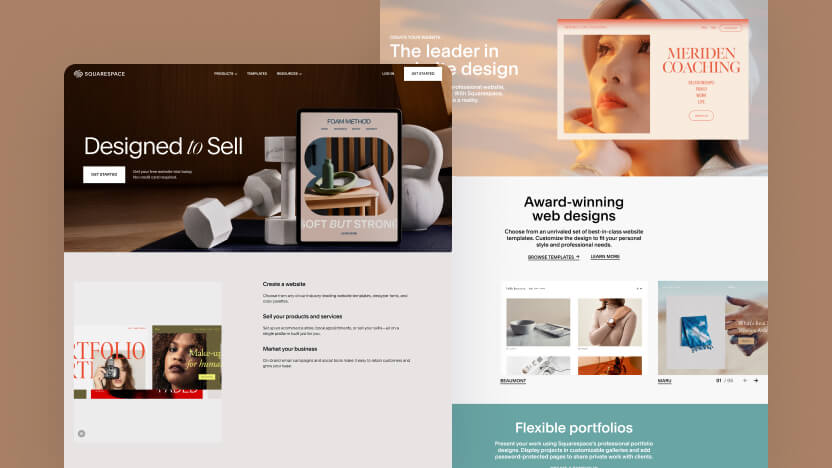 SQUARESPACE
PRODUCTS
TEMPLATES
RESOURCES
LOG IN
GET STARTED
Designed to Sell
GET STARTED
Get your free website trial today.
No credit card required.
FOAM METHOD
SOFT BUT STRONG
Create a website
Choose from any of our industry-leading website templates, designer fonts, and
color palettes.
Sell your products and services
Set up an ecommerce store, book appointments, or sell your skills—all on a
single platform built just for you.
Market your business
On-brand email campaigns and social tools make it easy to retain customers and
grow your base.
Make-up
for human
FADED
CREATE YOUR WEBSITE
The leader in
website design
professional website,
With Squarespace,
a reality.
MERIDEN
COACHING
RELATIONSHIPS
FAMILY
WORK
LIFE
Award-winning
web designs
Choose from an unrivaled set of best-in-class website
templates. Customize the design to fit your personal
style and professional needs.
BROWSE TEMPLATES →
LEARN MORE
BEAUMONT
MARU
01 / 06 ← →
What's best
Flexible portfolios
Present your work using Squarespace's professional portfolio
designs. Display projects in customizable galleries and add
password-protected pages to share private work with clients.